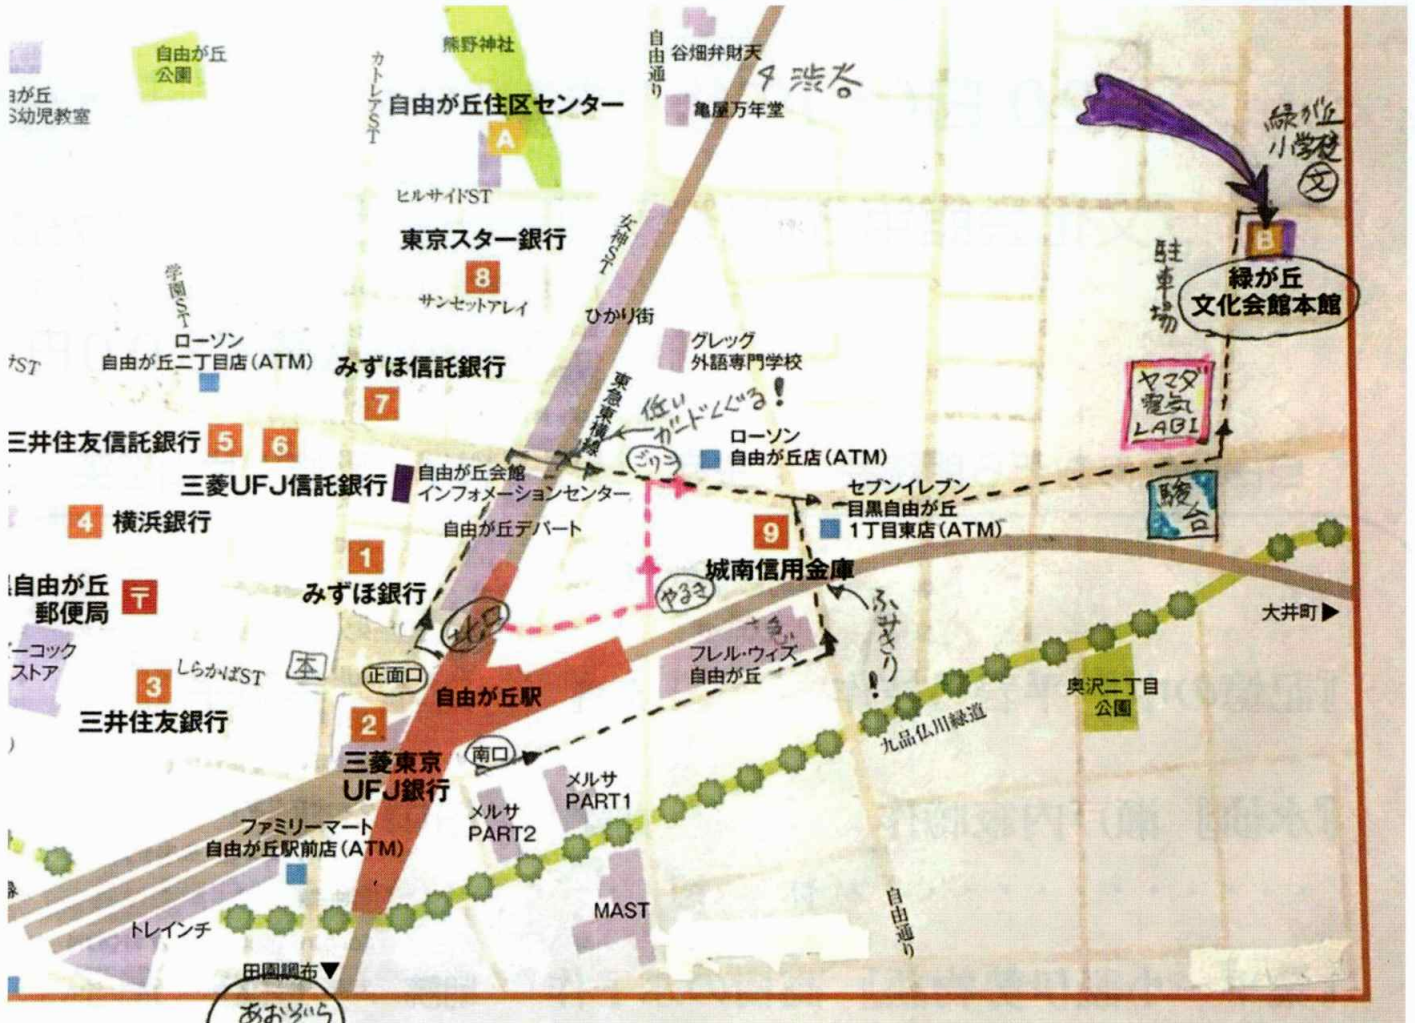 自由が丘
公園
熊野神社
自由通り
谷畑弁財天
渋谷
亀屋万年堂
カトレアST
が丘
幼児教室
自由が丘住区センター
A
緑が丘
小学校
文
ヒルサイドST
女神ST
東京スター銀行
8
サンセットアレイ
B
緑が丘
文化会館本館
駐車場
学園ST
ひかり街
ローソン
自由が丘二丁目店(ATM)
みずほ信託銀行
7
グレッグ
外語専門学校
東急東横線
低い
ガードくぐる!
ヤマダ
電気
LABI
三井住友信託銀行
5
6
ローソン
自由が丘店(ATM)
三菱UFJ信託銀行
自由が丘会館
インフォメーションセンター
セブンイレブン
目黒自由が丘
1丁目東店(ATM)
駿台
4
横浜銀行
自由が丘デパート
9
城南信用金庫
1
みずほ銀行
自由が丘
郵便局
〒
北口
やるき
ふみきり!
大井町▶
ーコック
ストア
しらかばST
本
正面口
フレル・ウィズ
自由が丘
3
三井住友銀行
自由が丘駅
奥沢二丁目
公園
2
南口
九品仏川緑道
三菱東京
UFJ銀行
メルサ
PART1
メルサ
PART2
ファミリーマート
自由が丘駅前店(ATM)
トレインチ
MAST
自由通り
田園調布▼
あおぞら